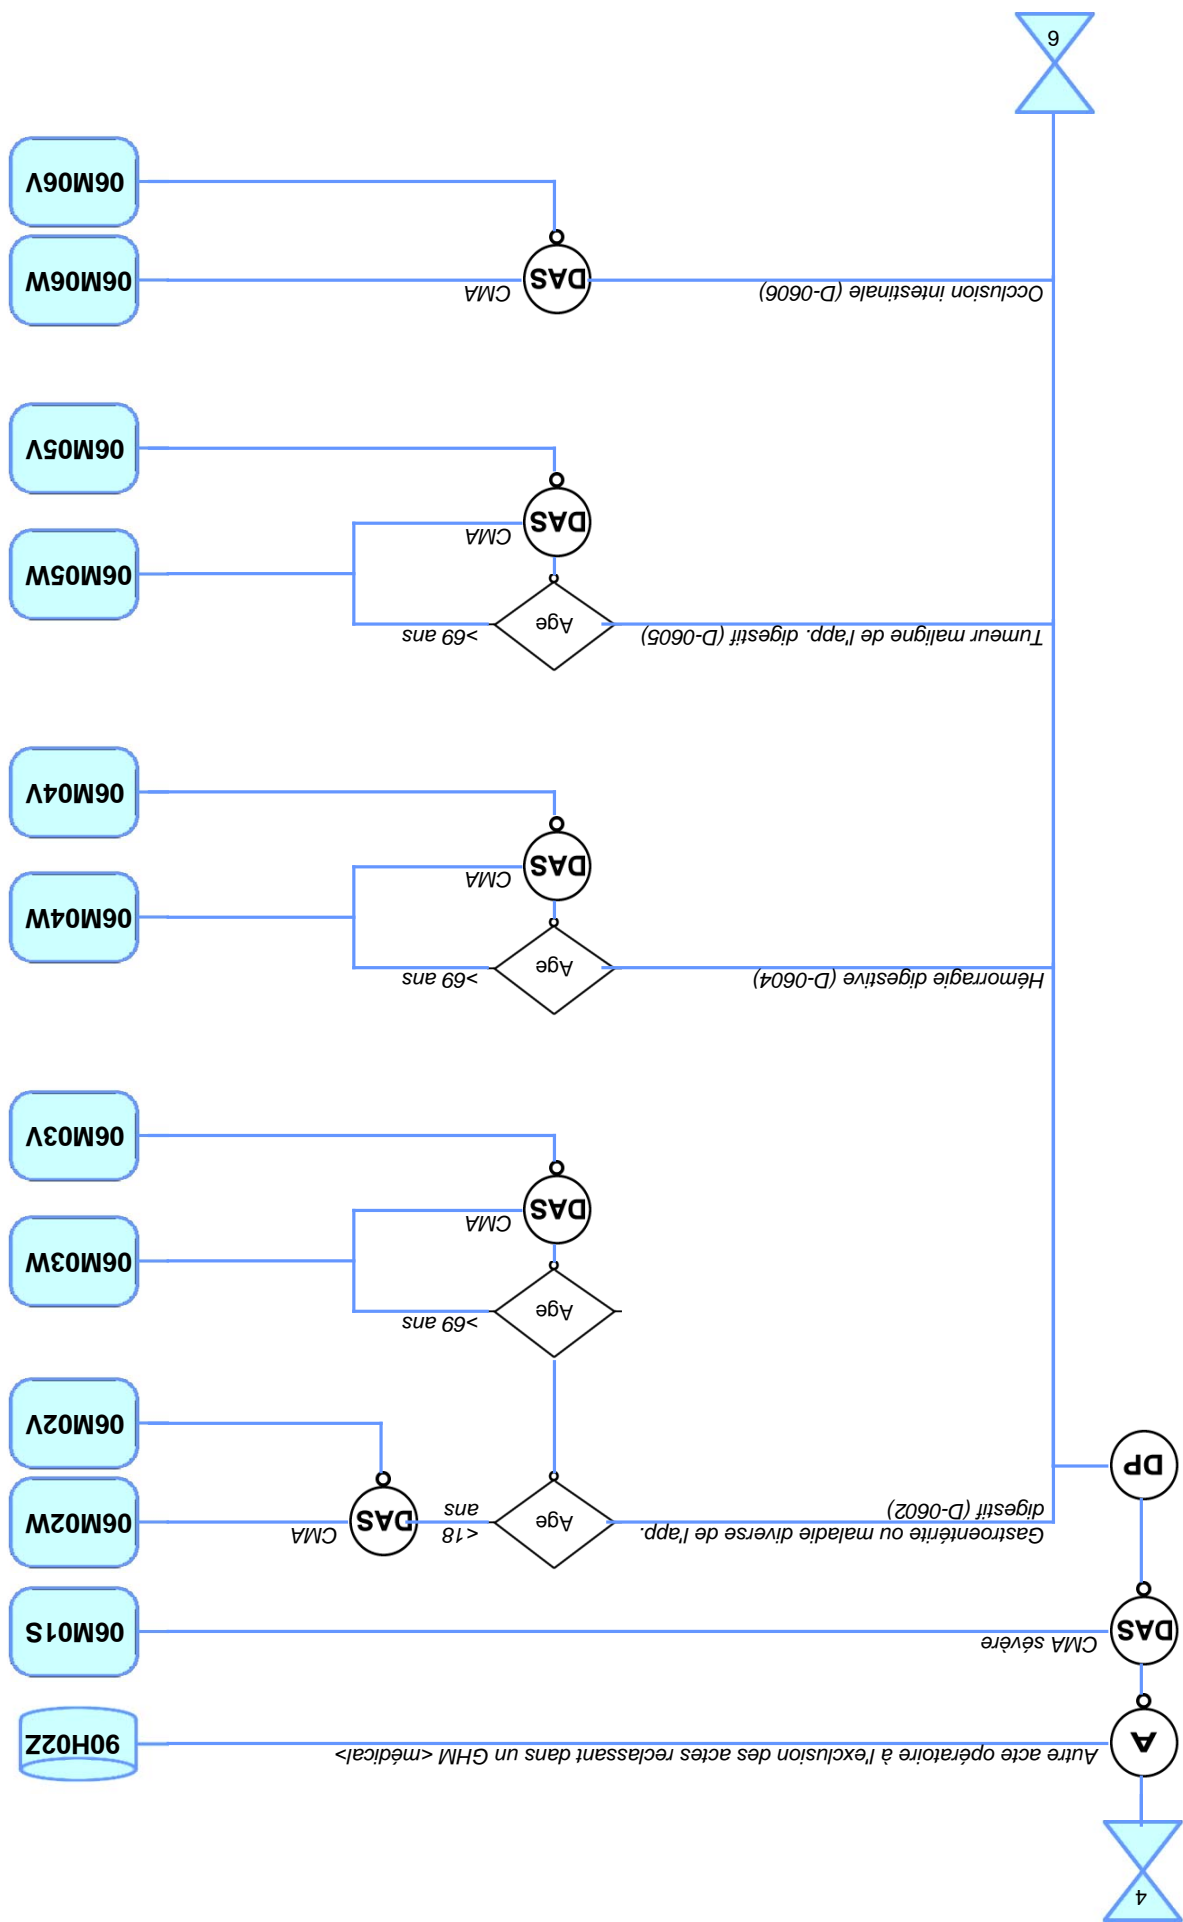 4
A
Autre acte opératoire à l'exclusion des actes reclassant dans un GHM <médical>
90H02Z
DAS
CMA sévère
06M01S
Gastroentérité ou maladie diverse de l'app.
digestif (D-0602)
Age
<18
ans
DAS
CMA
06M02W
DP
06M02V
Age
>69 ans
06M03W
DAS
CMA
06M03V
Hémorragie digestive (D-0604)
Age
>69 ans
06M04W
DAS
CMA
06M04V
Tumeur maligne de l'app. digestif (D-0605)
Age
>69 ans
06M05W
DAS
CMA
06M05V
Occlusion intestinale (D-0606)
DAS
CMA
06M06W
06M06V
6